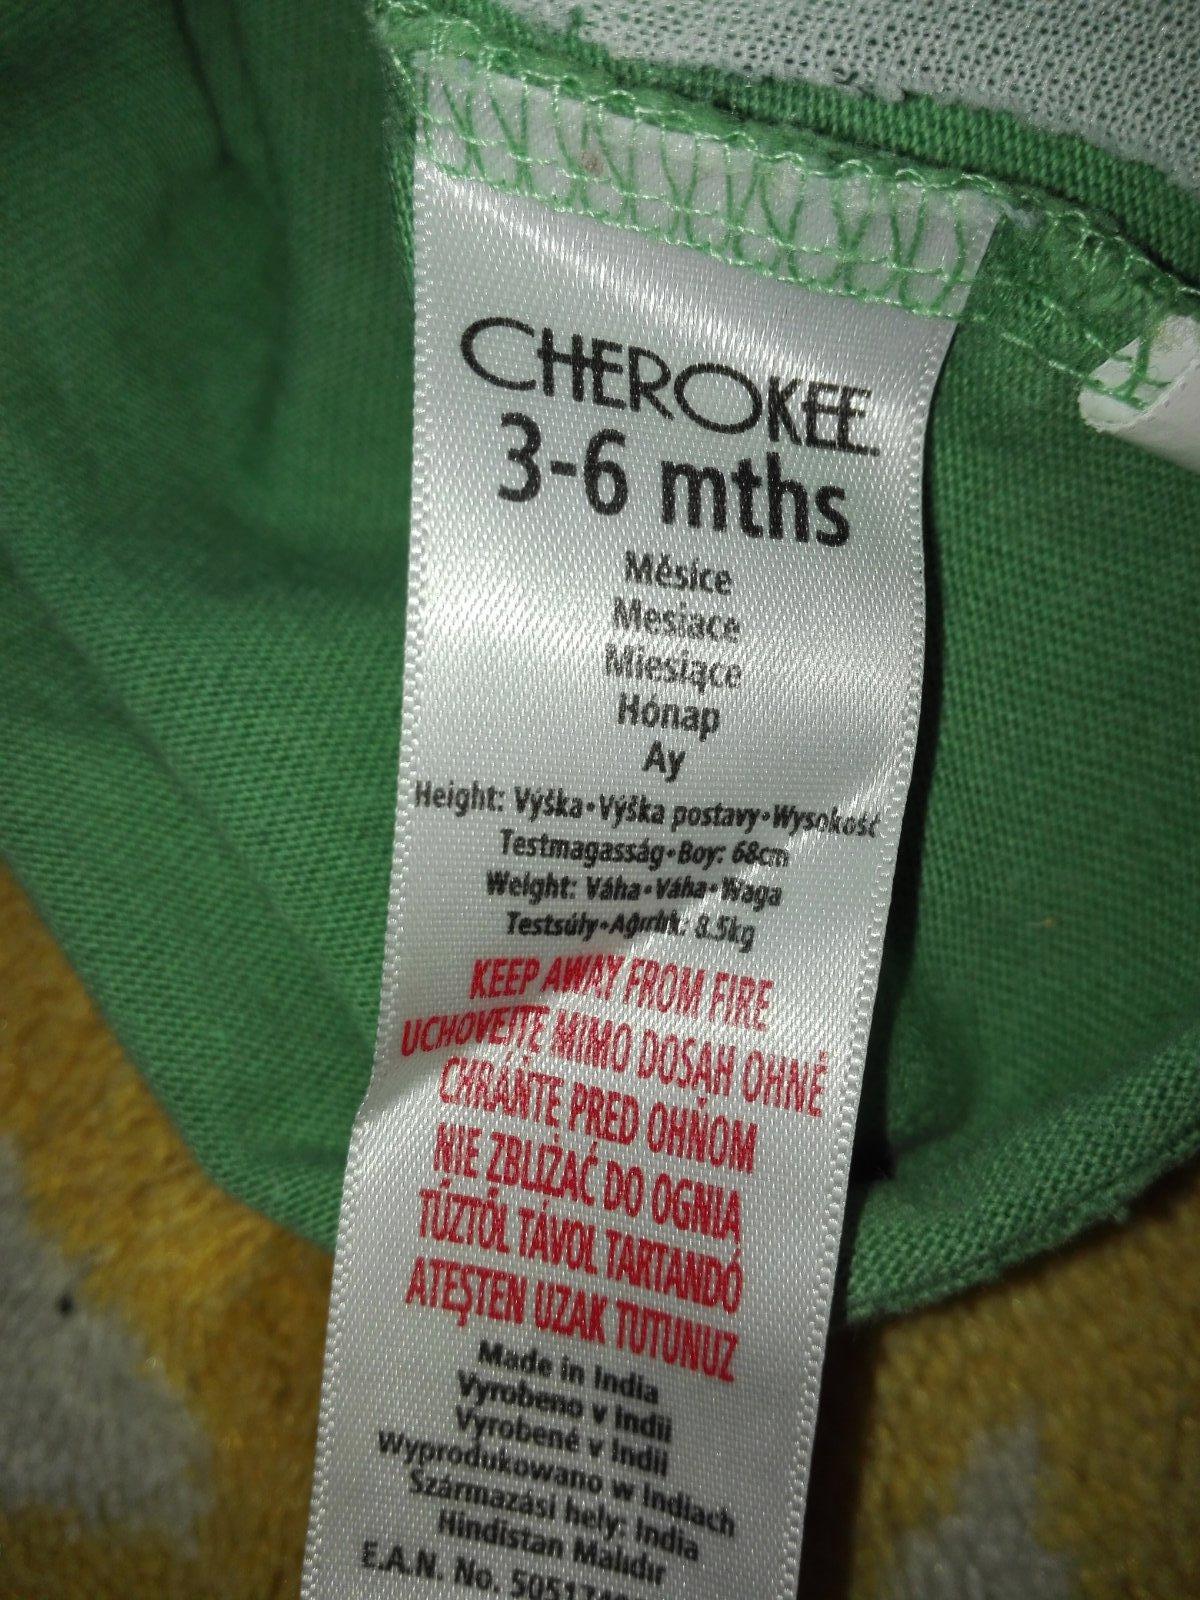 CHEROKEE.
3-6 mths
Měsíce
Mesiace
Miesiące
Hónap
Ay
Height: Výška•Výška postavy•Wysokość
Testmagasság•Boy: 68cm
Weight: Váha•Váha•Waga
Testsúly•Ağırlık: 8.5kg
KEEP AWAY FROM FIRE
UCHOVEJTE MIMO DOSAH OHNĚ
CHRÁŇTE PRED OHŇOM
NIE ZBLIŻAĆ DO OGNIA
TŰZTŐL TÁVOL TARTANDÓ
ATEŞTEN UZAK TUTUNUZ
Made in India
Vyrobeno v Indii
Vyrobené v Indii
Wyprodukowano w Indiach
Származási hely: India
Hindistan Malıdır
E.A.N. No.